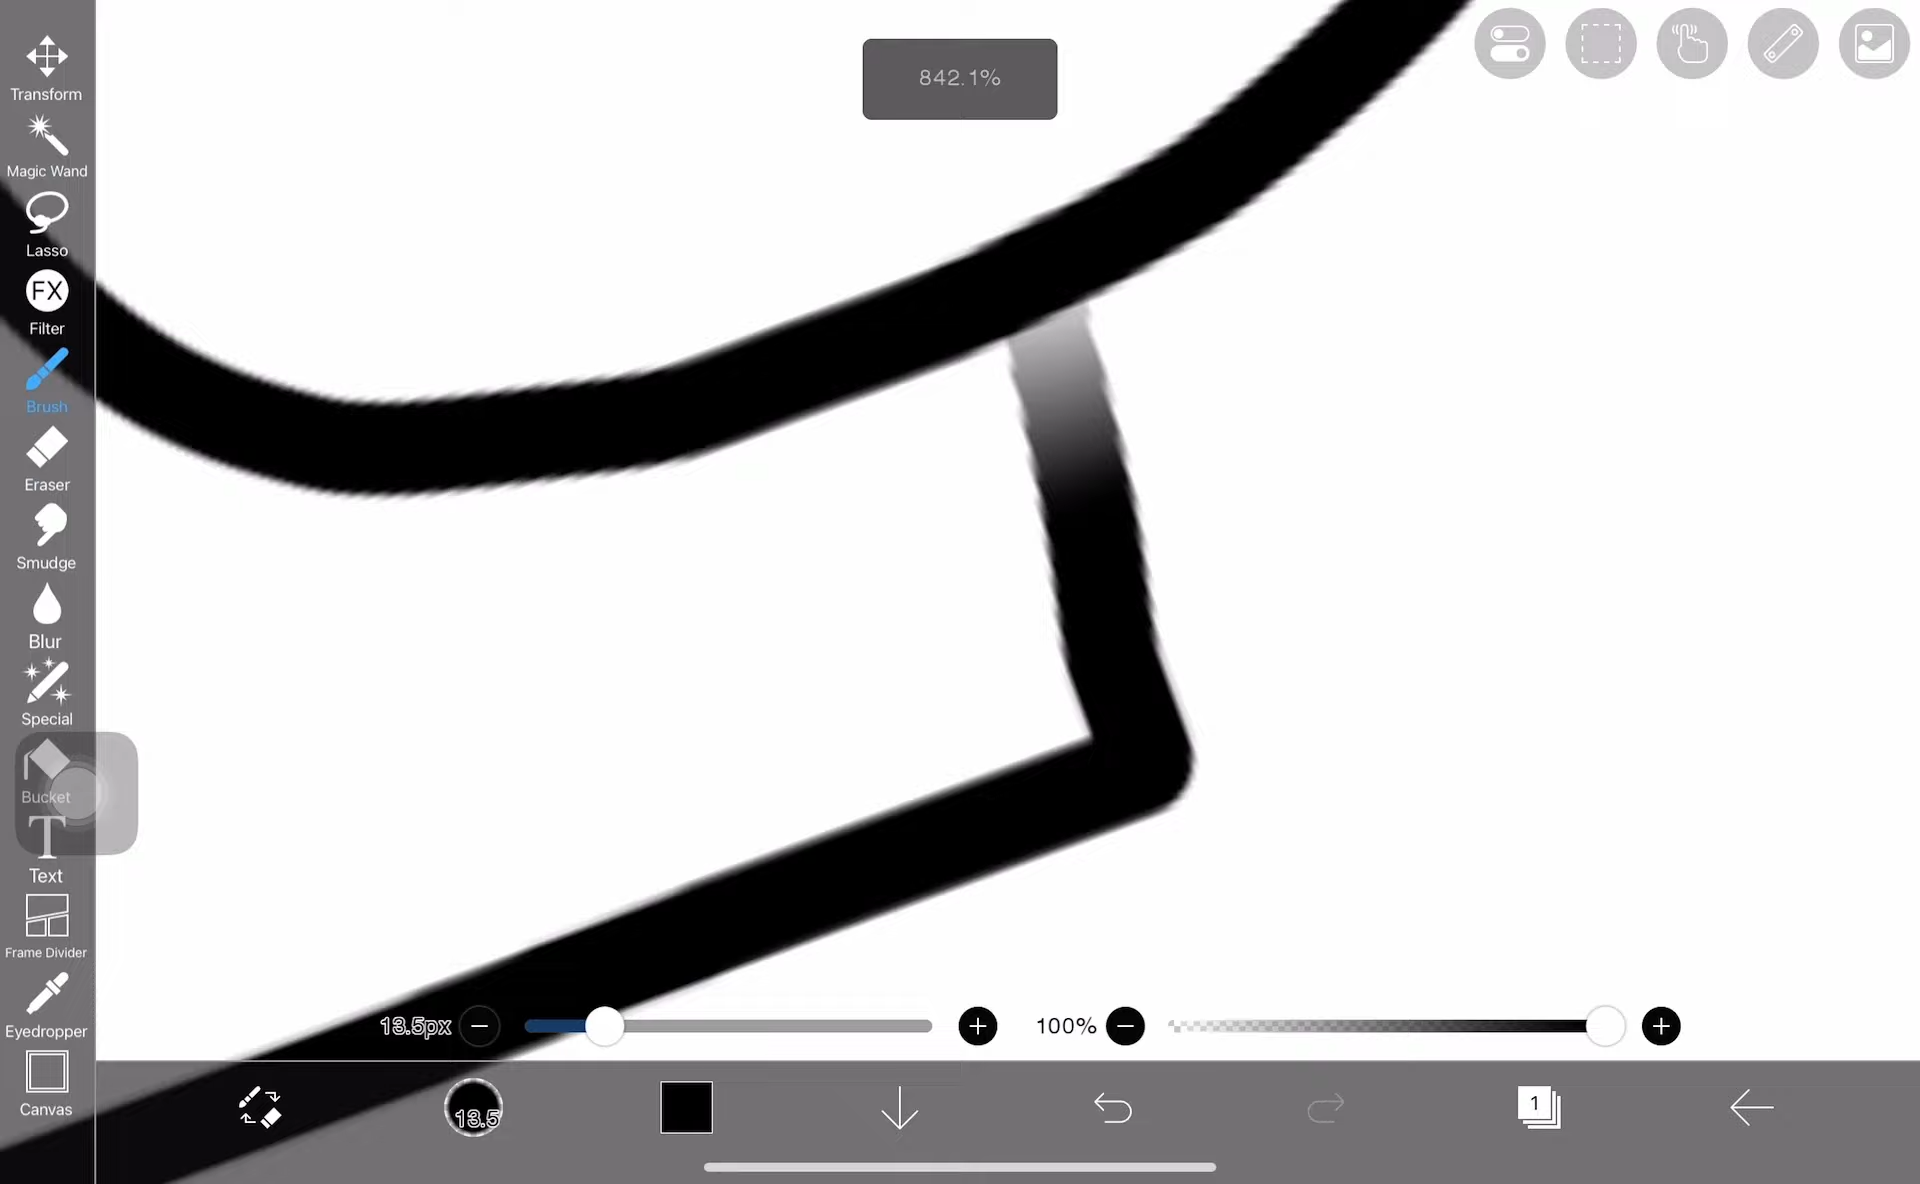 842.1%
Transform
Magic Wand
Lasso
FX
Filter
Brush
Eraser
Smudge
Blur
Special
Bucket
T
Text
Frame Divider
Eyedropper
Canvas
13.5px
100%
13.5
1